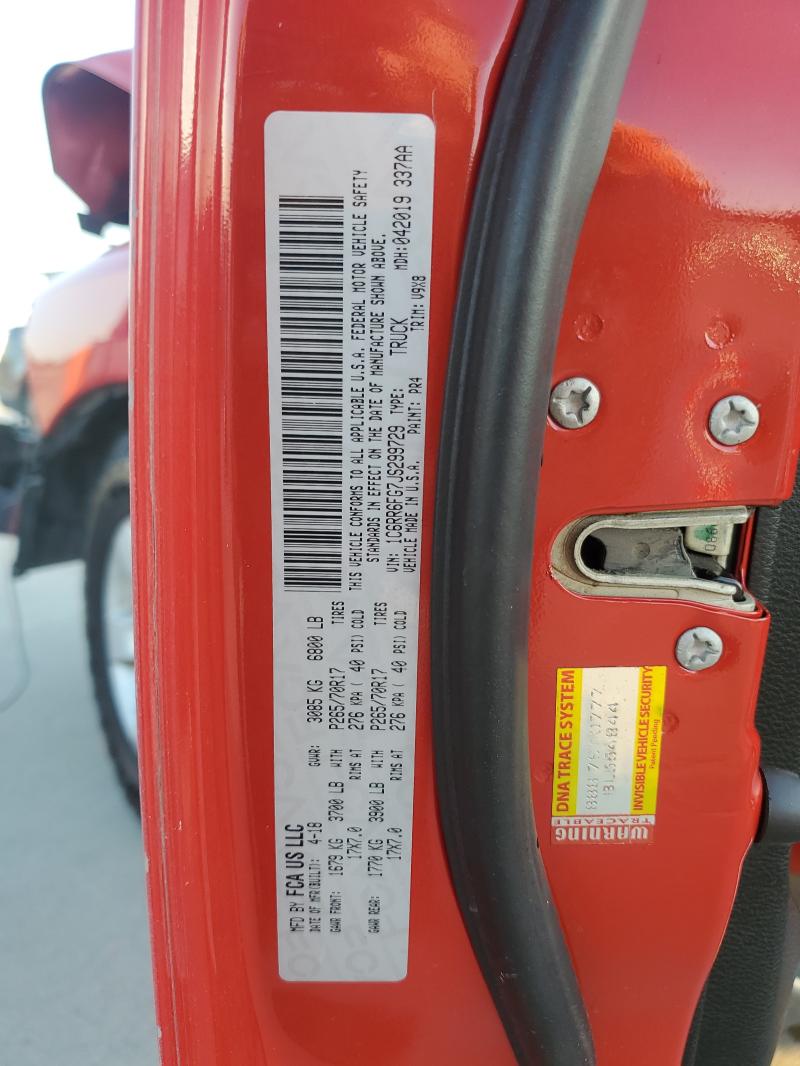 MFD BY FCA US LLC
DATE OF MFR(BUILT): 4-18 GVWR: 3085 KG 6800 LB
GAWR FRONT: 1679 KG 3700 LB WITH P265/70R17 TIRES
17X7.0 RIMS AT 276 KPA ( 40 PSI) COLD
GAWR REAR: 1770 KG 3900 LB WITH P265/70R17 TIRES
17X7.0 RIMS AT 276 KPA ( 40 PSI) COLD
THIS VEHICLE CONFORMS TO ALL APPLICABLE U.S.A. FEDERAL MOTOR VEHICLE SAFETY
STANDARDS IN EFFECT ON THE DATE OF MANUFACTURE SHOWN ABOVE.
VIN: 1C6RR6FG7JS299729 TYPE: TRUCK MDH:042019 337AA
VEHICLE MADE IN U.S.A. PAINT: PR4 TRIM: V9X8
DNA TRACE SYSTEM
INVISIBLE VEHICLE SECURITY
Patent Pending
WARNING
TRACEABLE